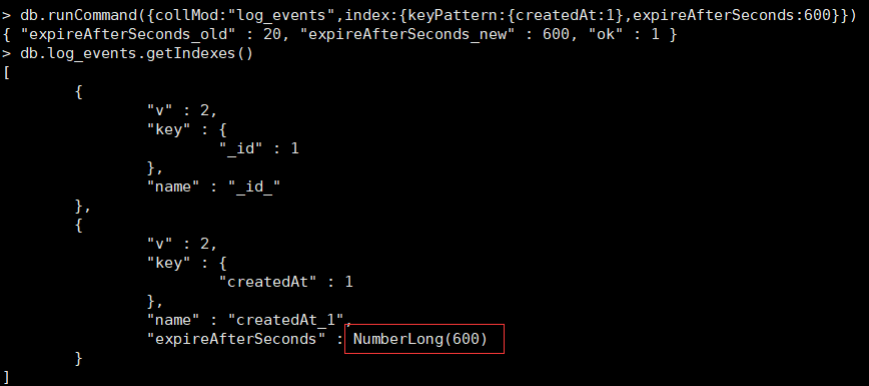 > db.runCommand({collMod:"log_events",index:{keyPattern:{createdAt:1},expireAfterSeconds:600}})
{ "expireAfterSeconds_old" : 20, "expireAfterSeconds_new" : 600, "ok" : 1 }
> db.log_events.getIndexes()
[
        {
                "v" : 2,
                "key" : {
                        "_id" : 1
                },
                "name" : "_id_"
        },
        {
                "v" : 2,
                "key" : {
                        "createdAt" : 1
                },
                "name" : "createdAt_1",
                "expireAfterSeconds" : NumberLong(600)
        }
]